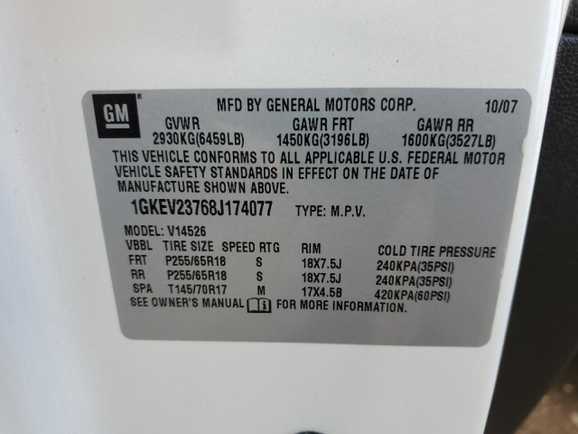 GM MFD BY GENERAL MOTORS CORP. 10/07
GVWR GAWR FRT GAWR RR
2930KG(6459LB) 1450KG(3196LB) 1600KG(3527LB)
THIS VEHICLE CONFORMS TO ALL APPLICABLE U.S. FEDERAL MOTOR
VEHICLE SAFETY STANDARDS IN EFFECT ON THE DATE OF
MANUFACTURE SHOWN ABOVE.
1GKEV23768J174077 TYPE: M.P.V.
MODEL: V14526
VBBL TIRE SIZE SPEED RTG RIM COLD TIRE PRESSURE
FRT P255/65R18 S 18X7.5J 240KPA(35PSI)
RR P255/65R18 S 18X7.5J 240KPA(35PSI)
SPA T145/70R17 M 17X4.5B 420KPA(60PSI)
SEE OWNER'S MANUAL FOR MORE INFORMATION.